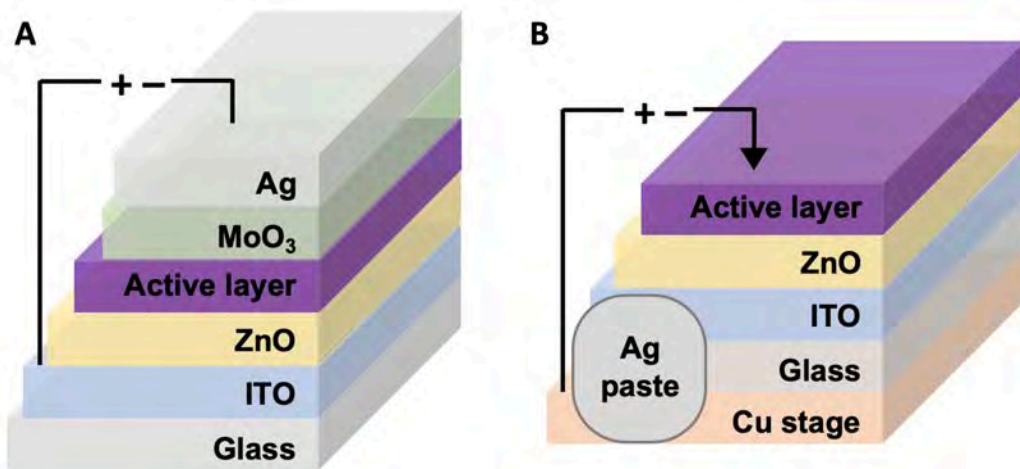 A
+ −
Ag
MoO₃
Active layer
ZnO
ITO
Glass
B
+ −
Active layer
ZnO
ITO
Glass
Cu stage
Ag
paste